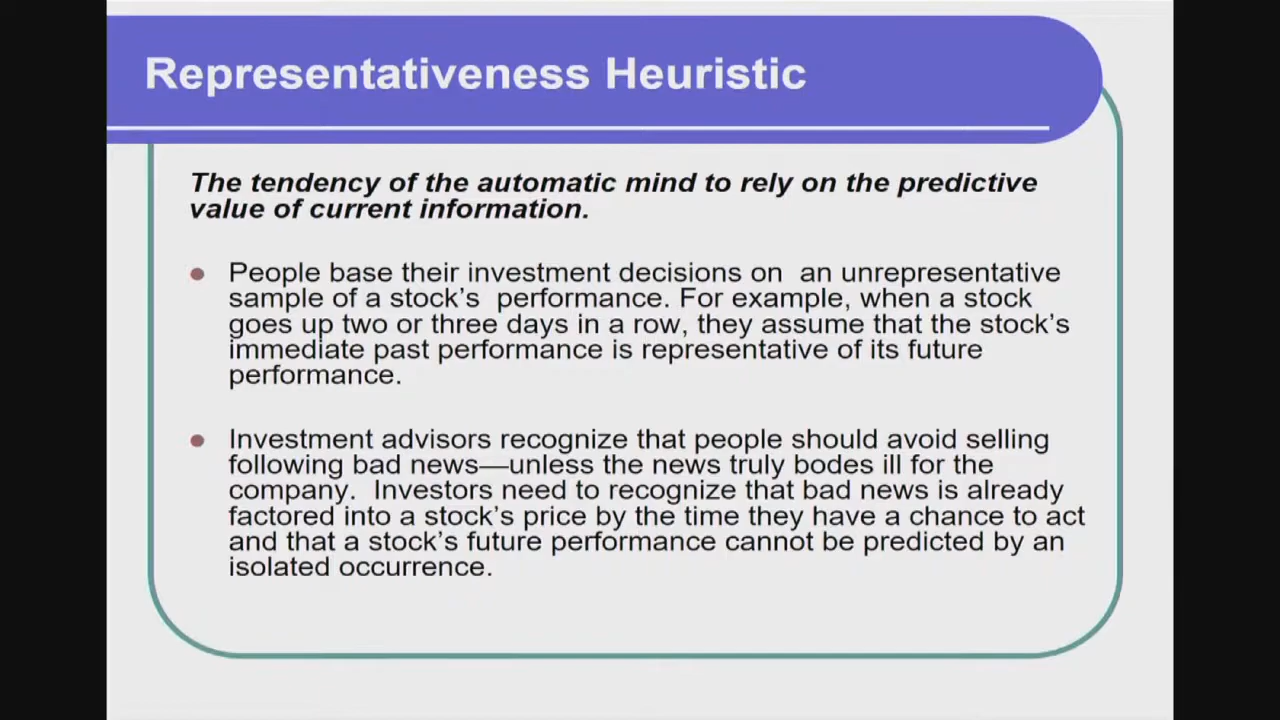 Representativeness Heuristic
The tendency of the automatic mind to rely on the predictive
value of current information.
People base their investment decisions on  an unrepresentative
sample of a stock's  performance. For example, when a stock
goes up two or three days in a row, they assume that the stock's
immediate past performance is representative of its future
performance.
Investment advisors recognize that people should avoid selling
following bad news—unless the news truly bodes ill for the
company.  Investors need to recognize that bad news is already
factored into a stock's price by the time they have a chance to act
and that a stock's future performance cannot be predicted by an
isolated occurrence.